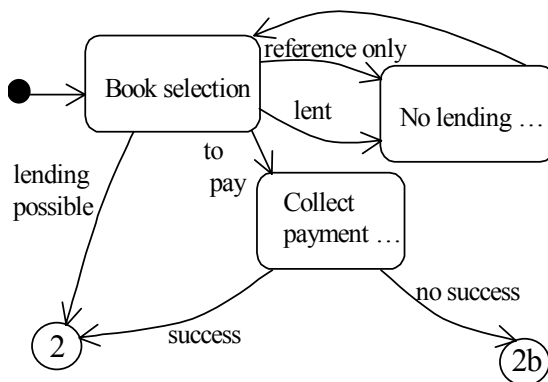 reference only
Book selection
lent
No lending ...
to
pay
lending
possible
Collect
payment ...
no success
success
2
2b